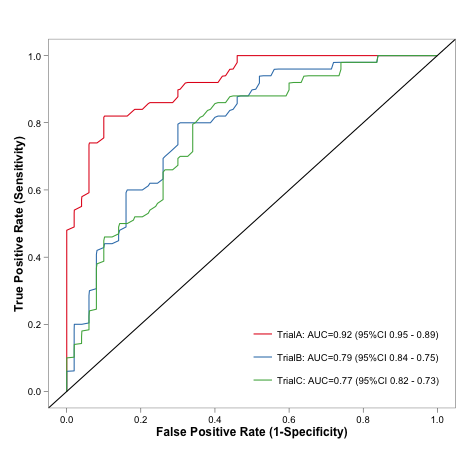 1.0
0.8
0.6
0.4
0.2
0.0
True Positive Rate (Sensitivity)
TrialA: AUC=0.92 (95%CI 0.95 - 0.89)
TrialB: AUC=0.79 (95%CI 0.84 - 0.75)
TrialC: AUC=0.77 (95%CI 0.82 - 0.73)
0.0 0.2 0.4 0.6 0.8 1.0
False Positive Rate (1-Specificity)